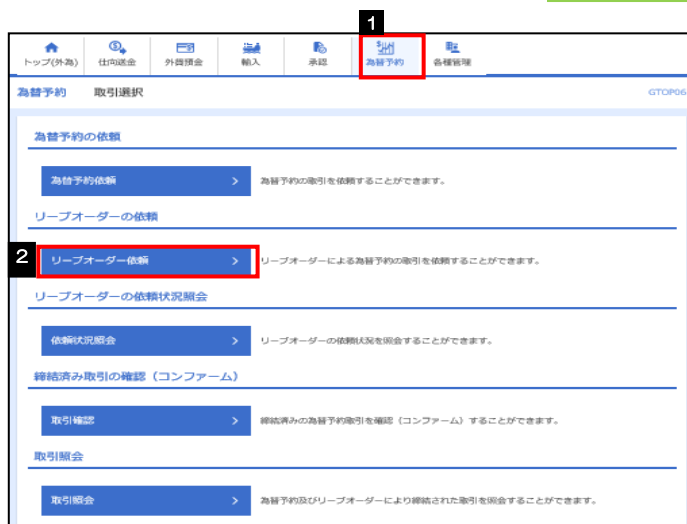 1
トップ(外為) 仕向送金 外貨預金 輸入 承認 為替予約 各種管理
為替予約 取引選択 GTOP06
為替予約の依頼
為替予約依頼 > 為替予約の取引を依頼することができます。
リーブオーダーの依頼
2 リーブオーダー依頼 > リーブオーダーによる為替予約の取引を依頼することができます。
リーブオーダーの依頼状況照会
依頼状況照会 > リーブオーダーの依頼状況を照会することができます。
締結済み取引の確認（コンファーム）
取引確認 > 締結済みの為替予約取引を確認（コンファーム）することができます。
取引照会
取引照会 > 為替予約及びリーブオーダーにより締結された取引を照会することができます。